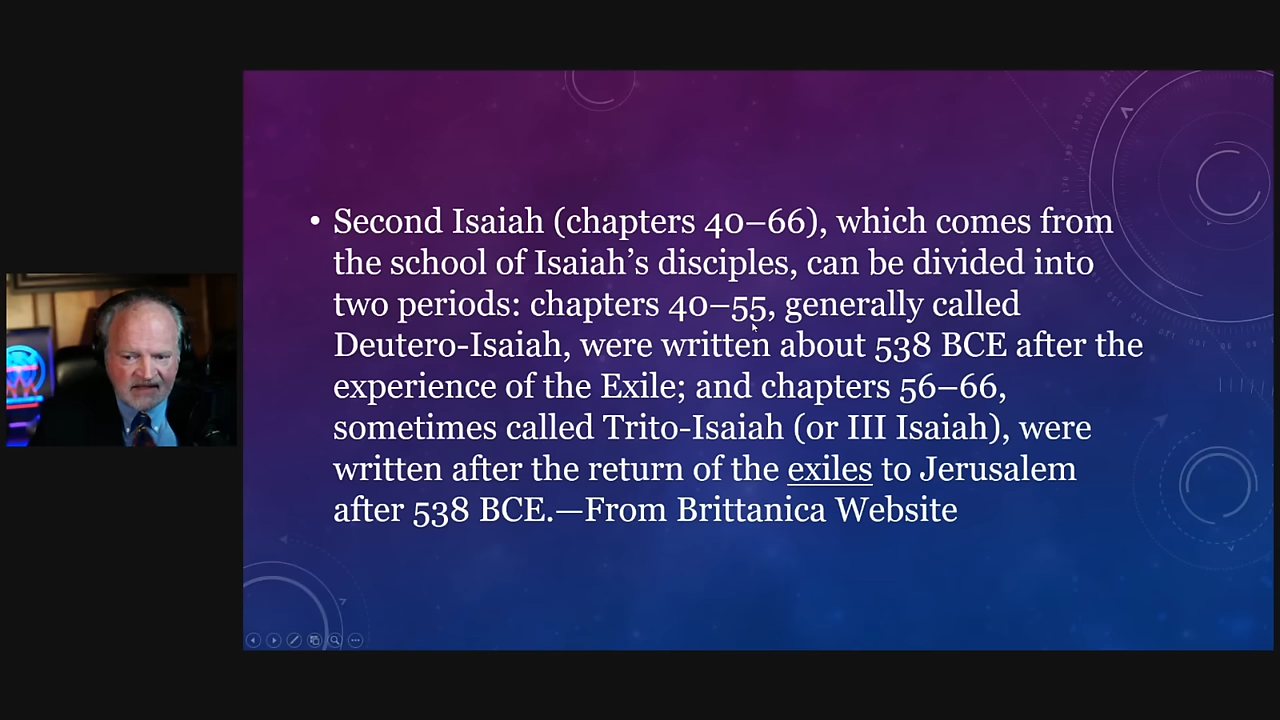 • Second Isaiah (chapters 40–66), which comes from
the school of Isaiah’s disciples, can be divided into
two periods: chapters 40–55, generally called
Deutero-Isaiah, were written about 538 BCE after the
experience of the Exile; and chapters 56–66,
sometimes called Trito-Isaiah (or III Isaiah), were
written after the return of the exiles to Jerusalem
after 538 BCE.—From Brittanica Website